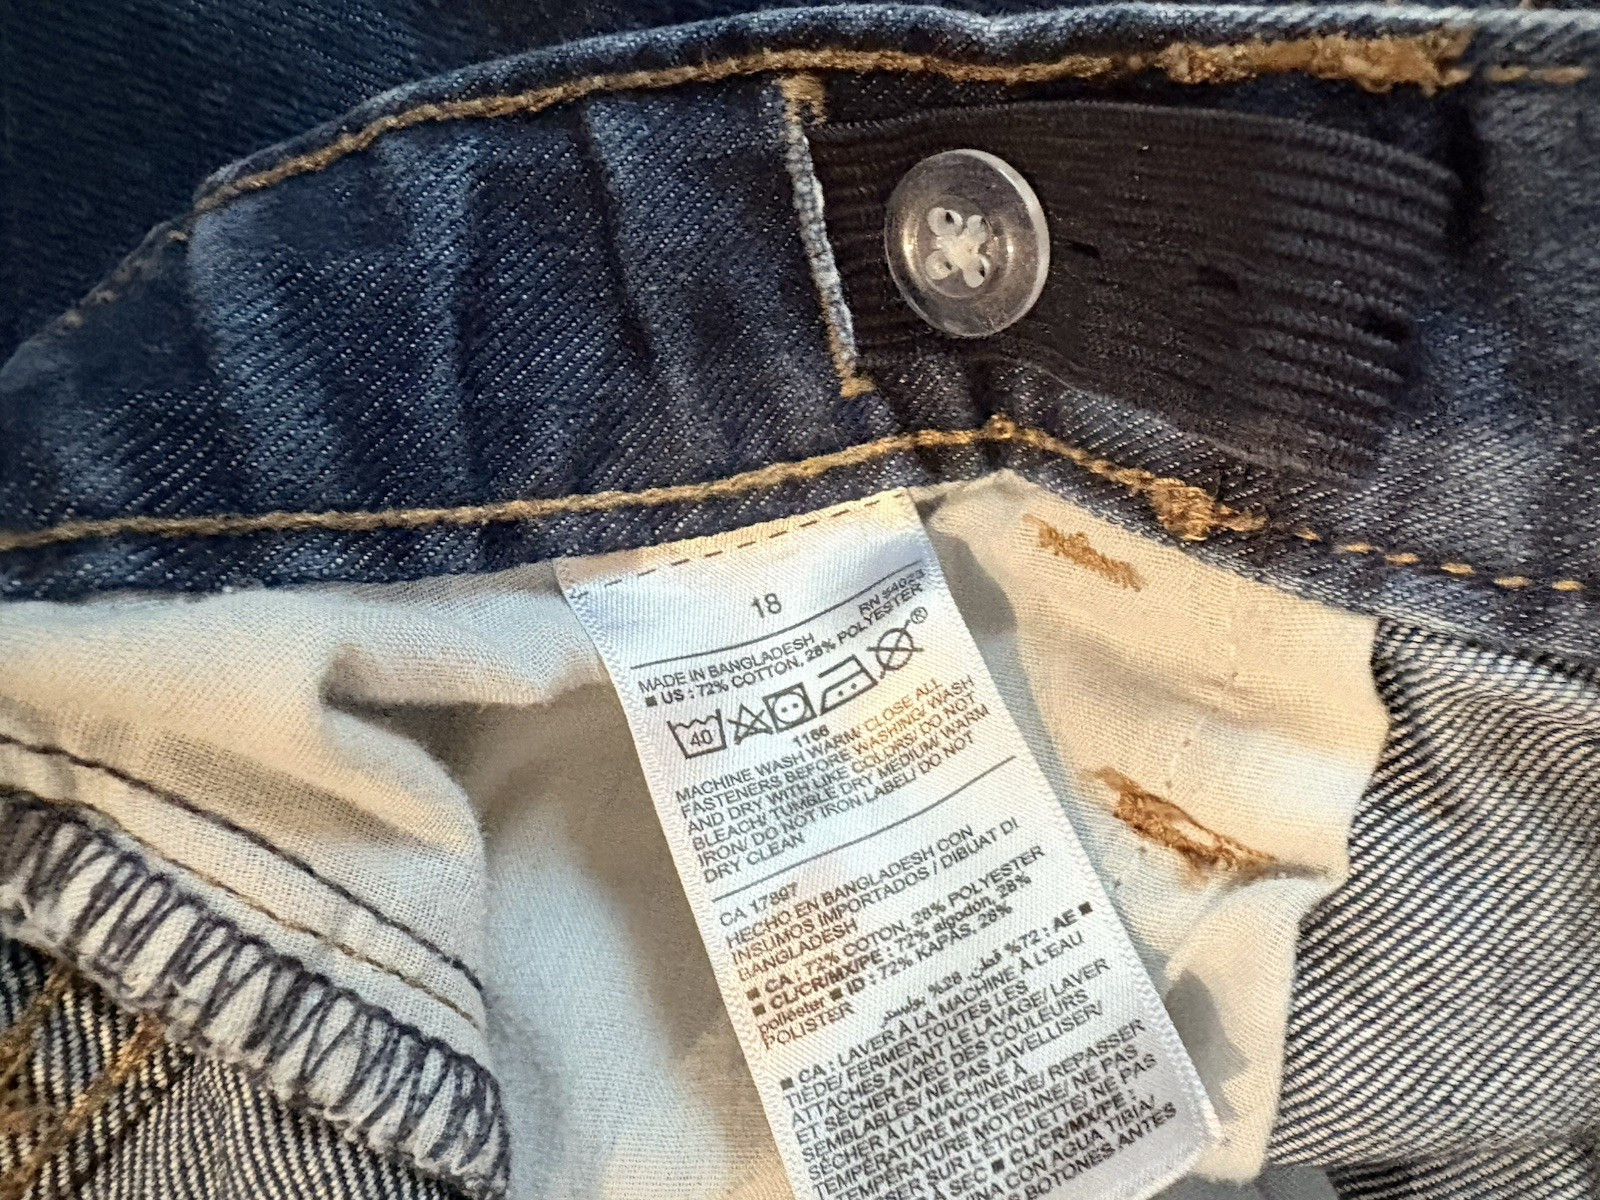 18
RN 54023
MADE IN BANGLADESH
■ US : 72% COTTON, 28% POLYESTER
40
®
1166
MACHINE WASH WARM/ CLOSE ALL
FASTENERS BEFORE WASHING/ WASH
AND DRY WITH LIKE COLORS/ DO NOT
BLEACH/ TUMBLE DRY MEDIUM/ WARM
IRON/ DO NOT IRON LABEL/ DO NOT
DRY CLEAN
CA 17897
HECHO EN BANGLADESH CON
INSUMOS IMPORTADOS / DIBUAT DI
BANGLADESH
■ CA : 72% COTON, 28% POLYESTER
■ CL/CR/MX/PE : 72% algodón, 28%
poliéster ■ ID : 72% KAPAS, 28%
POLISTER
■ AE : 72% قطن، 28% بوليستر
■ CA : LAVER À LA MACHINE À L'EAU
TIÈDE/ FERMER TOUTES LES
ATTACHES AVANT LE LAVAGE/ LAVER
ET SÉCHER AVEC DES COULEURS
SEMBLABLES/ NE PAS JAVELLISER/
SÉCHER À LA MACHINE À
TEMPÉRATURE MOYENNE/ REPASSER
TEMPÉRATURE MOYENNE/ NE PAS
SUR L'ÉTIQUETTE/ NE PAS
À SEC ■ CL/CR/MX/PE :
CON AGUA TIBIA/
BOTONES ANTES